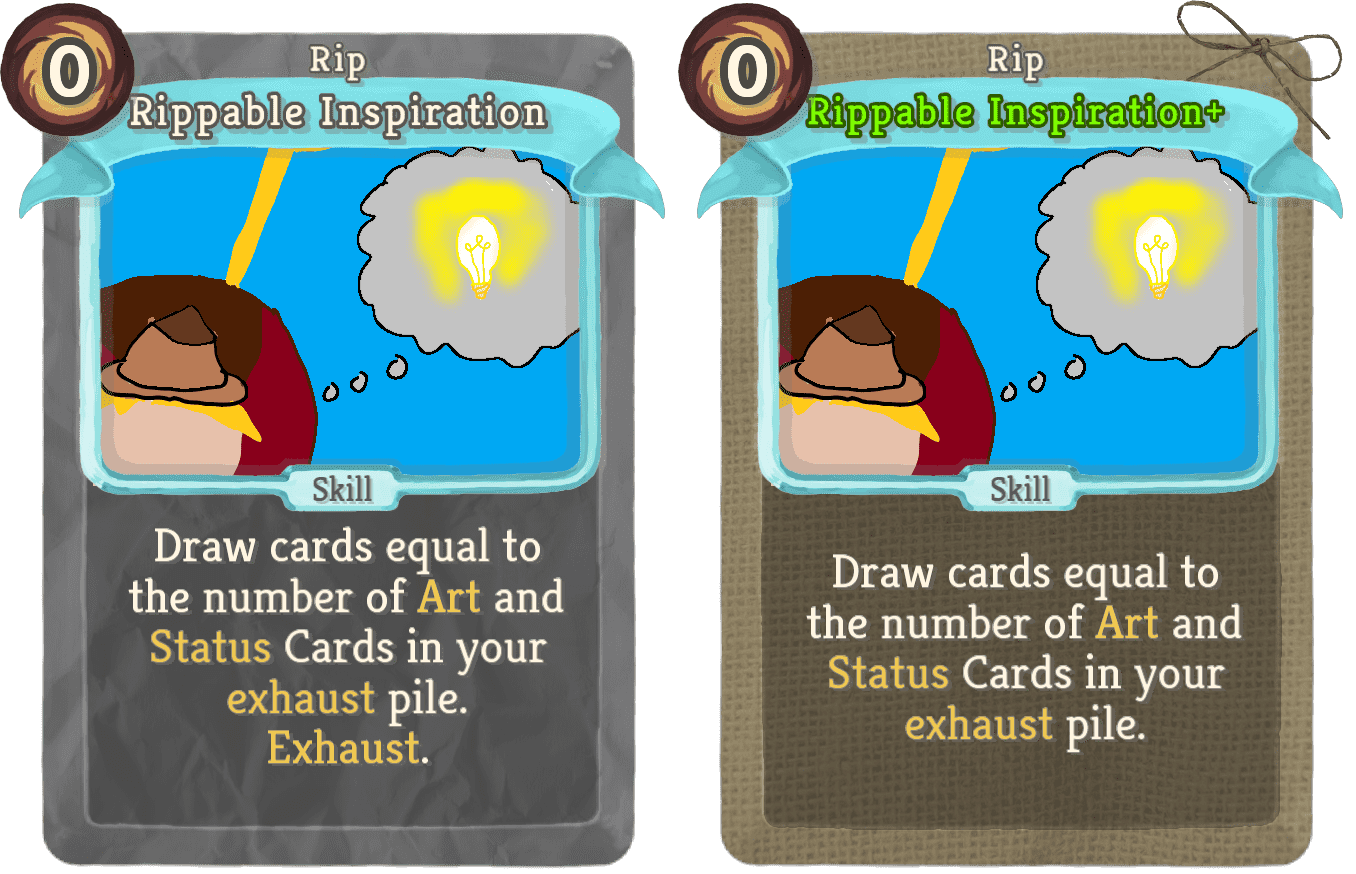 0
Rip
Rippable Inspiration
Skill
Draw cards equal to
the number of Art and
Status Cards in your
exhaust pile.
Exhaust.
0
Rip
Rippable Inspiration+
Skill
Draw cards equal to
the number of Art and
Status Cards in your
exhaust pile.